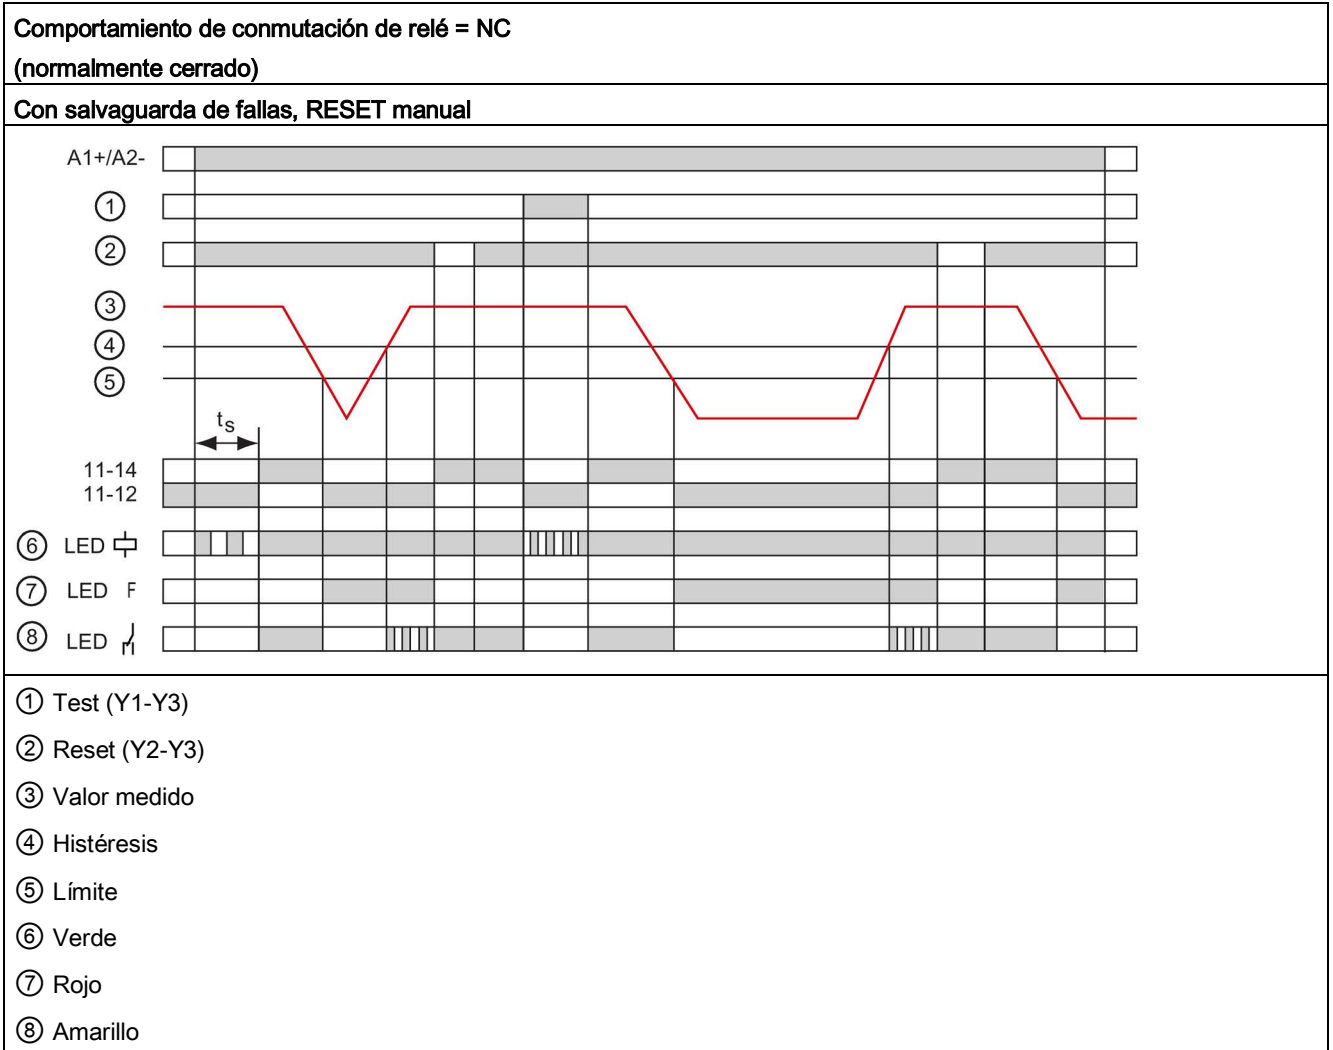 Comportamiento de conmutación de relé = NC
(normalmente cerrado)
Con salvaguarda de fallas, RESET manual
A1+/A2-
①
②
③
④
⑤
ts
11-14
11-12
⑥ LED
⑦ LED F
⑧ LED
① Test (Y1-Y3)
② Reset (Y2-Y3)
③ Valor medido
④ Histéresis
⑤ Límite
⑥ Verde
⑦ Rojo
⑧ Amarillo